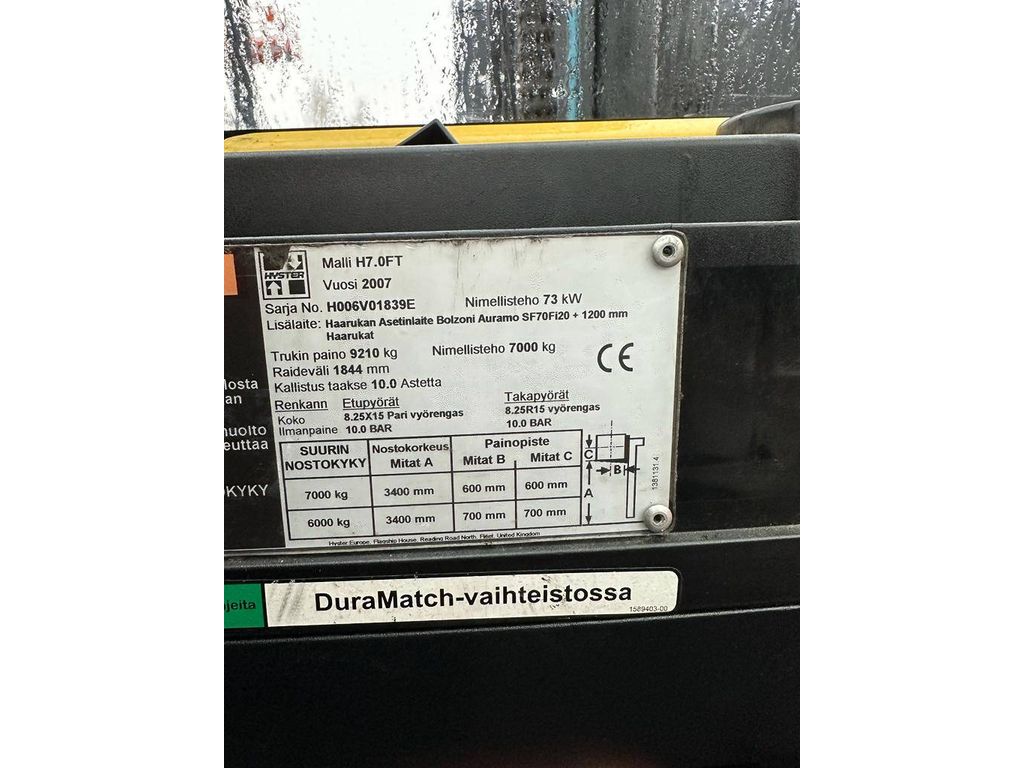 HYSTER
Malli H7.0FT
Vuosi 2007
Sarja No. H006V01839E Nimellisteho 73 kW
Lisälaite: Haarukan Asetinlaite Bolzoni Auramo SF70Fi20 + 1200 mm
Haarukat
Trukin paino 9210 kg Nimellisteho 7000 kg
Raideväli 1844 mm
CE
Kallistus taakse 10.0 Astetta
Renkann Etupyörät Takapyörät
Koko 8.25X15 Pari vyörengas 8.25R15 vyörengas
Ilmanpaine 10.0 BAR 10.0 BAR
SUURIN NOSTOKYKY Nostokorkeus Mitat A Painopiste Mitat B Mitat C
7000 kg 3400 mm 600 mm 600 mm
6000 kg 3400 mm 700 mm 700 mm
C
B
A
1381131.4
Hyster Europe, Flagship House, Reading Road North, Fleet, United Kingdom
losta
an
huolto
euttaa
OKYKY
jeita
DuraMatch-vaihteistossa
1589403-00